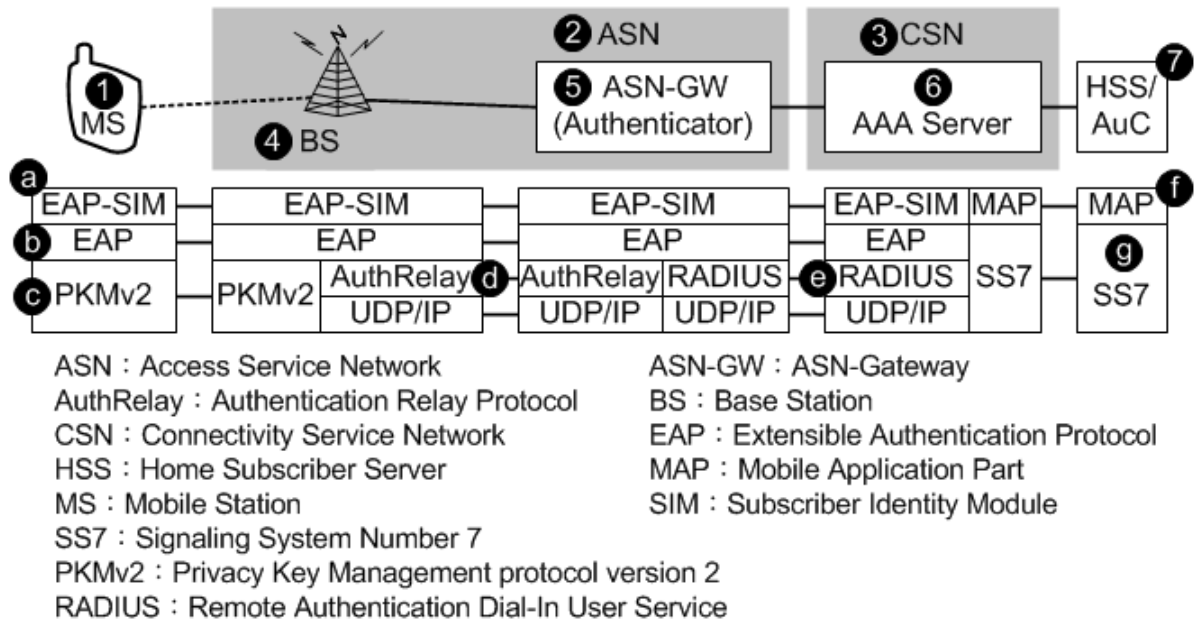 2 ASN 3 CSN
1 MS 5 ASN-GW 6 7 HSS/
4 BS (Authenticator) AAA Server AuC
a f
EAP-SIM EAP-SIM EAP-SIM EAP-SIM MAP MAP
b EAP EAP EAP EAP g
c PKMv2 PKMv2 AuthRelay d AuthRelay RADIUS e RADIUS SS7 SS7
UDP/IP UDP/IP UDP/IP UDP/IP
ASN：Access Service Network ASN-GW：ASN-Gateway
AuthRelay：Authentication Relay Protocol BS：Base Station
CSN：Connectivity Service Network EAP：Extensible Authentication Protocol
HSS：Home Subscriber Server MAP：Mobile Application Part
MS：Mobile Station SIM：Subscriber Identity Module
SS7：Signaling System Number 7
PKMv2：Privacy Key Management protocol version 2
RADIUS：Remote Authentication Dial-In User Service